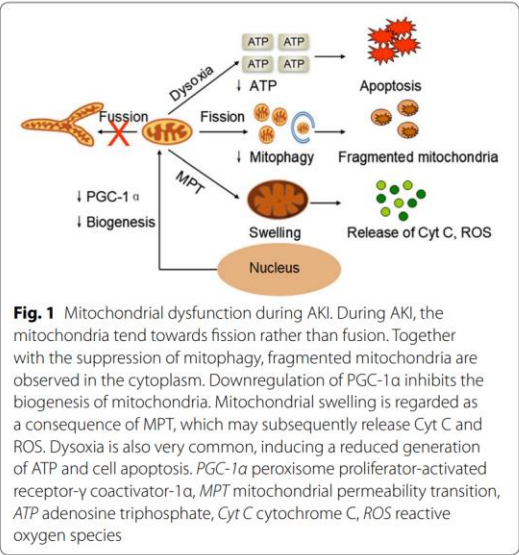 ATP ATP
ATP ATP
Dysoxia
↓ ATP
Apoptosis
Fussion
Fission
↓ Mitophagy
Fragmented mitochondria
MPT
↓ PGC-1α
↓ Biogenesis
Swelling
Release of Cyt C, ROS
Nucleus
Fig. 1 Mitochondrial dysfunction during AKI. During AKI, the
mitochondria tend towards fission rather than fusion. Together
with the suppression of mitophagy, fragmented mitochondria are
observed in the cytoplasm. Downregulation of PGC-1α inhibits the
biogenesis of mitochondria. Mitochondrial swelling is regarded as
a consequence of MPT, which may subsequently release Cyt C and
ROS. Dysoxia is also very common, inducing a reduced generation
of ATP and cell apoptosis. PGC-1α peroxisome proliferator-activated
receptor-γ coactivator-1α, MPT mitochondrial permeability transition,
ATP adenosine triphosphate, Cyt C cytochrome C, ROS reactive
oxygen species